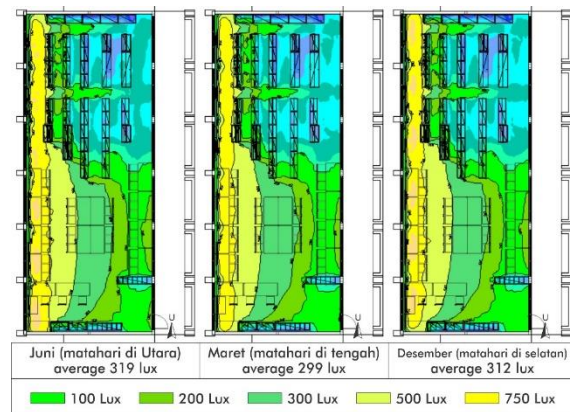 U
U
U
Juni (matahari di Utara)
average 319 lux
Maret (matahari di tengah)
average 299 lux
Desember (matahari di selatan)
average 312 lux
100 Lux
200 Lux
300 Lux
500 Lux
750 Lux